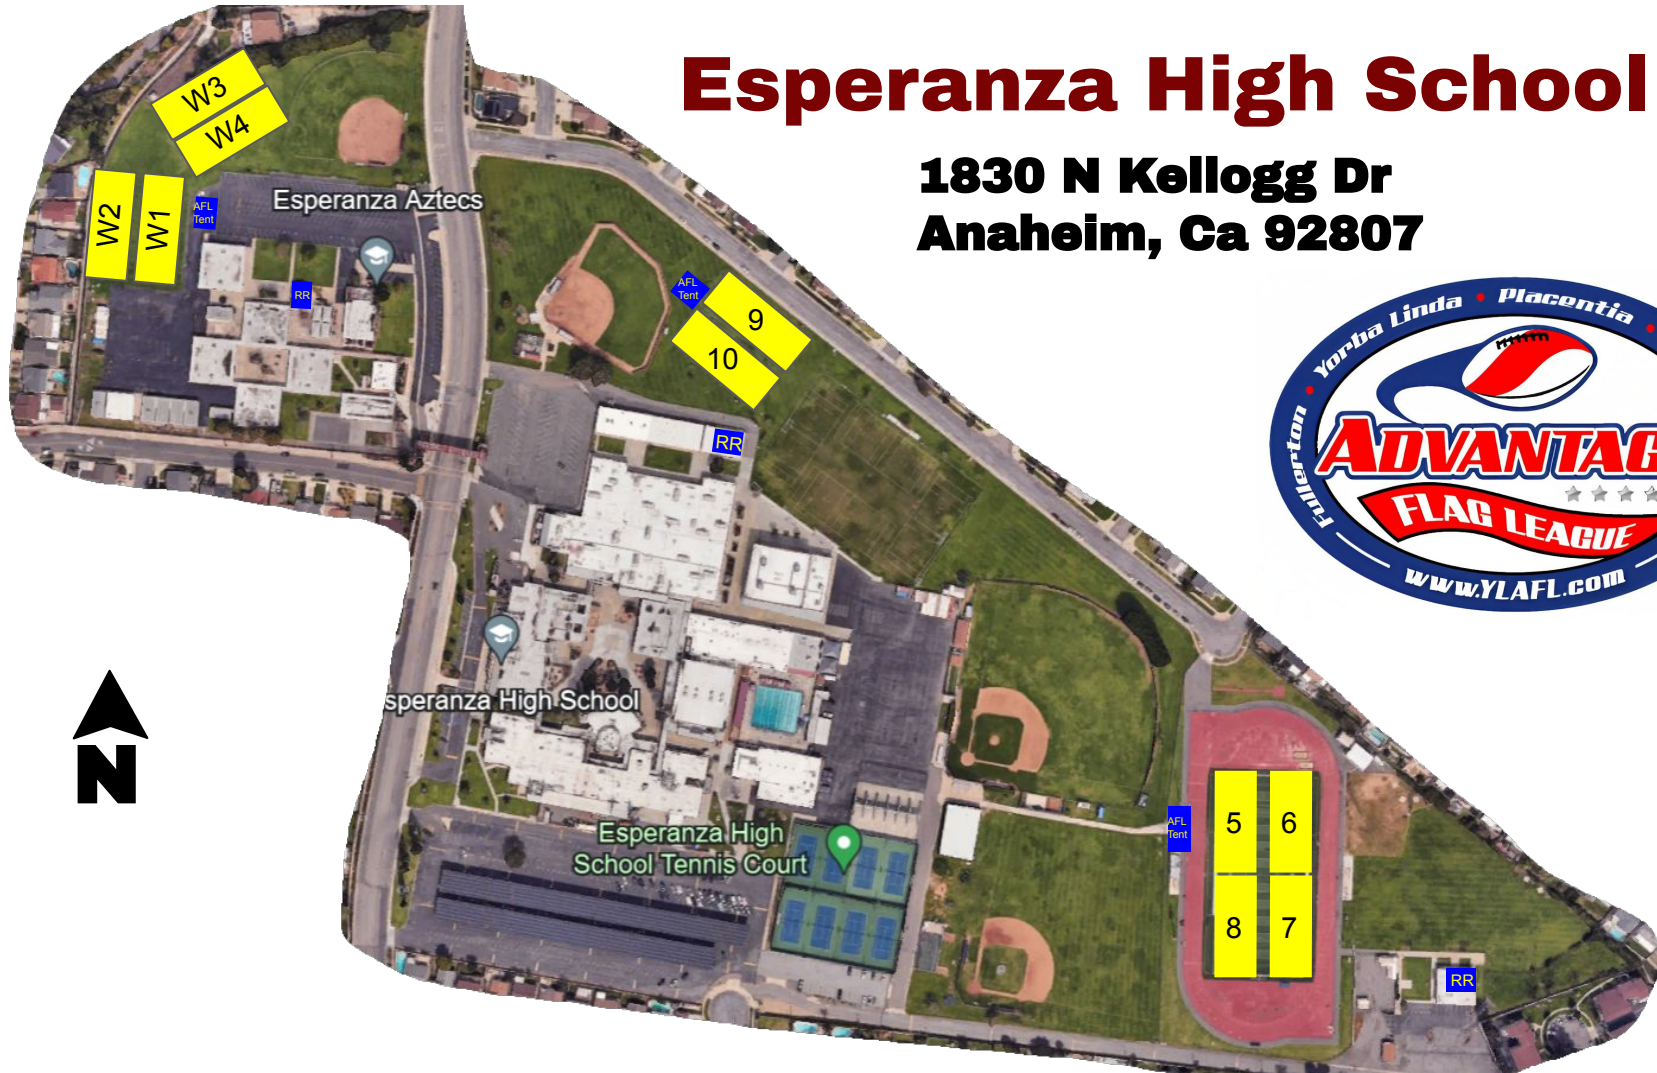 Esperanza High School
1830 N Kellogg Dr
Anaheim, Ca 92807
W3
W4
W2
W1
AFL
Tent
Esperanza Aztecs
RR
AFL
Tent
9
10
RR
Fullerton • Yorba Linda • Placentia •
ADVANTAG
FLAG LEAGUE
www.YLAFL.com
speranza High School
N
Esperanza High
School Tennis Court
AFL
Tent
5
6
8
7
RR